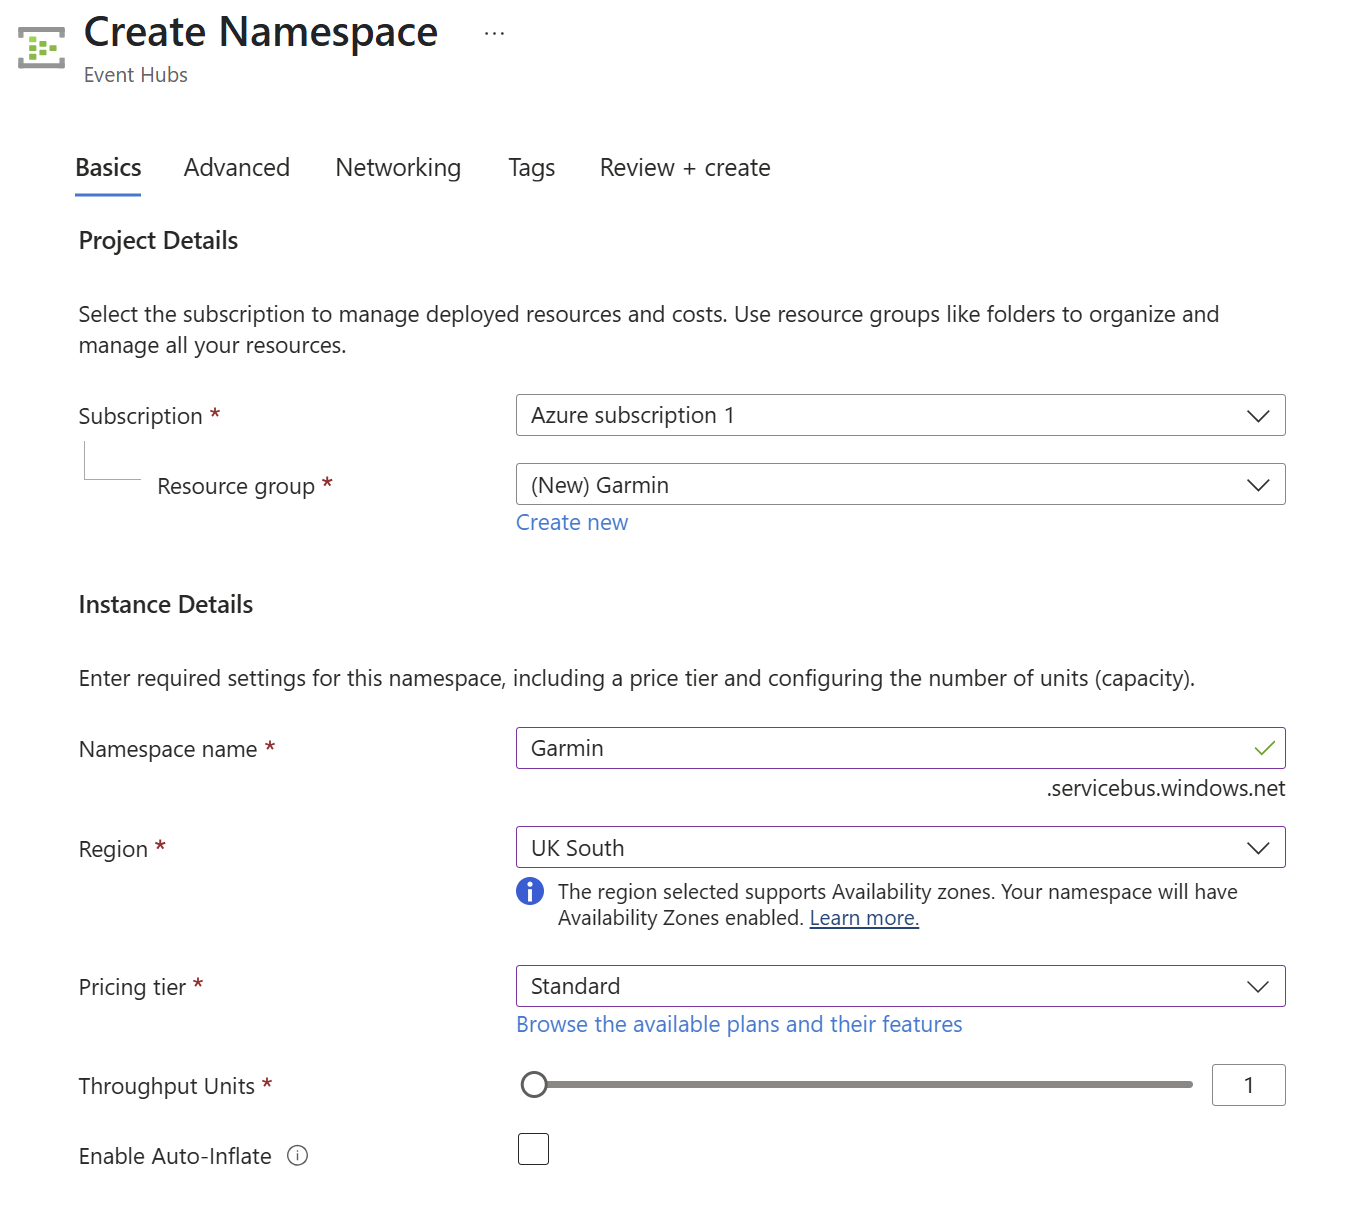 Create Namespace ...
Event Hubs
Basics Advanced Networking Tags Review + create
Project Details
Select the subscription to manage deployed resources and costs. Use resource groups like folders to organize and
manage all your resources.
Subscription * Azure subscription 1
Resource group * (New) Garmin
Create new
Instance Details
Enter required settings for this namespace, including a price tier and configuring the number of units (capacity).
Namespace name * Garmin
.servicebus.windows.net
Region * UK South
The region selected supports Availability zones. Your namespace will have
Availability Zones enabled. Learn more.
Pricing tier * Standard
Browse the available plans and their features
Throughput Units * 1
Enable Auto-Inflate